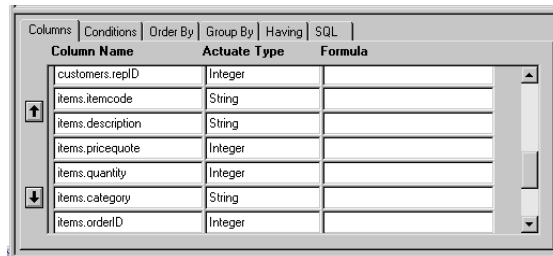 Columns Conditions Order By Group By Having SQL
Column Name Actuate Type Formula
customers.repID Integer
items.itemcode String
items.description String
items.pricequote Integer
items.quantity Integer
items.category String
items.orderID Integer